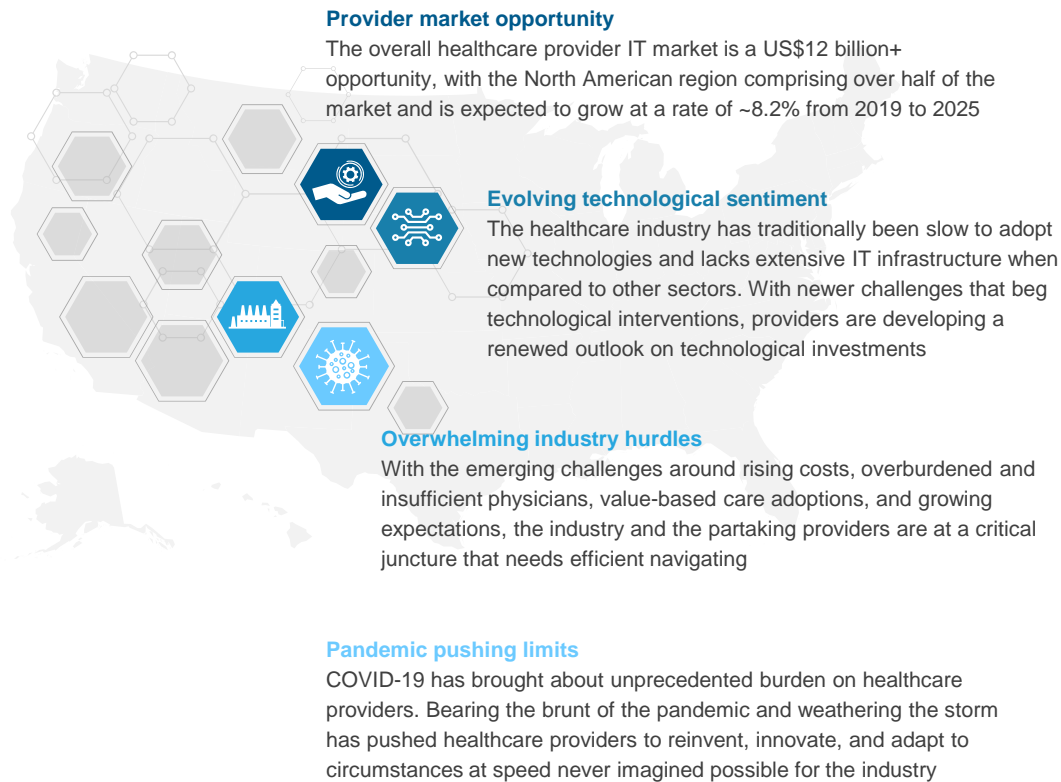 Provider market opportunity
The overall healthcare provider IT market is a US$12 billion+
opportunity, with the North American region comprising over half of the
market and is expected to grow at a rate of ~8.2% from 2019 to 2025
Evolving technological sentiment
The healthcare industry has traditionally been slow to adopt
new technologies and lacks extensive IT infrastructure when
compared to other sectors. With newer challenges that beg
technological interventions, providers are developing a
renewed outlook on technological investments
Overwhelming industry hurdles
With the emerging challenges around rising costs, overburdened and
insufficient physicians, value-based care adoptions, and growing
expectations, the industry and the partaking providers are at a critical
juncture that needs efficient navigating
Pandemic pushing limits
COVID-19 has brought about unprecedented burden on healthcare
providers. Bearing the brunt of the pandemic and weathering the storm
has pushed healthcare providers to reinvent, innovate, and adapt to
circumstances at speed never imagined possible for the industry